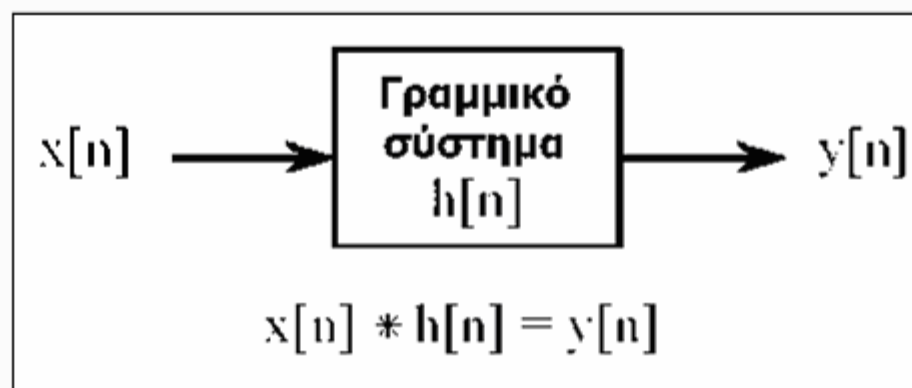 x[n]
Γραμμικό
σύστημα
h[n]
y[n]
x[n] * h[n] = y[n]